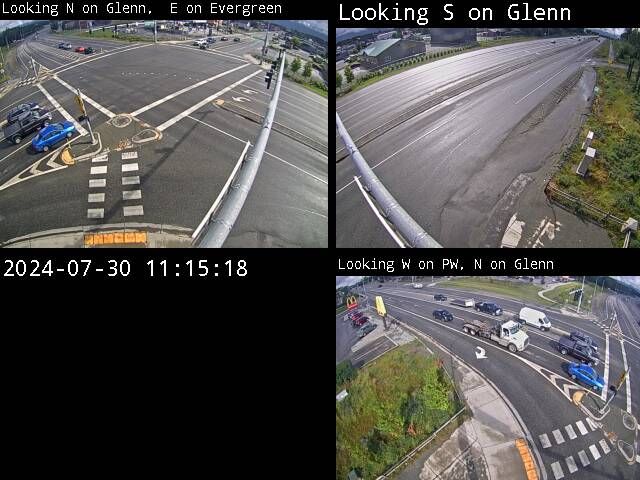 Looking N on Glenn,  E on Evergreen
Looking S on Glenn
2024-07-30 11:15:18
Looking W on PW, N on Glenn